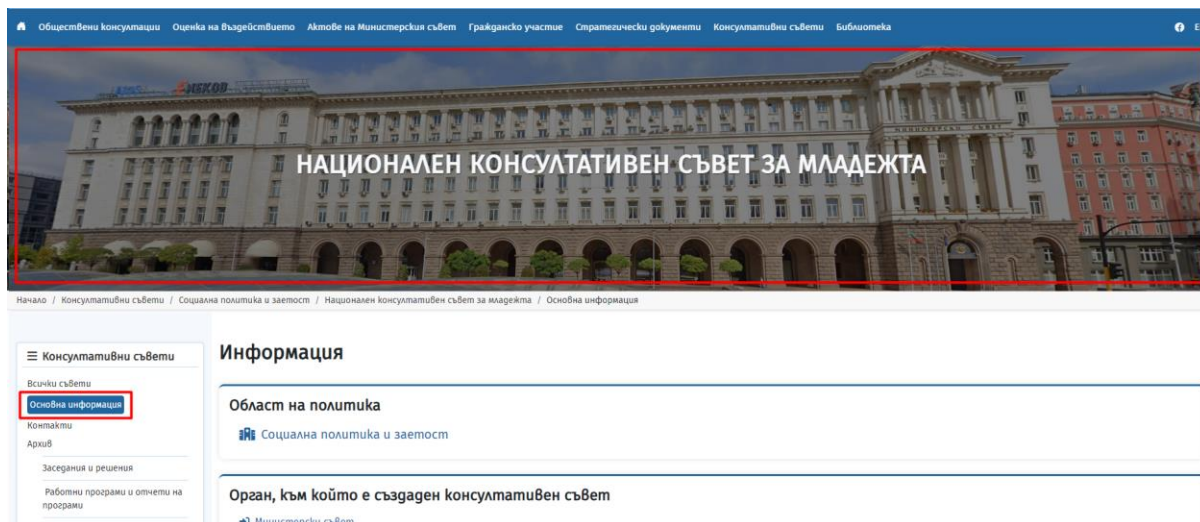 Обществени консултации Оценка на въздействието Актове на Министерския съвет Гражданско участие Стратегически документи Консултативни съвети Библиотека
НАЦИОНАЛЕН КОНСУЛТАТИВЕН СЪВЕТ ЗА МЛАДЕЖТА
Начало / Консултативни съвети / Социална политика и заетост / Национален консултативен съвет за младежта / Основна информация
Консултативни съвети
Всички съвети
Основна информация
Контакти
Архив
Заседания и решения
Работни програми и отчети на
програми
Информация
Област на политика
Социална политика и заетост
Орган, към който е създаден консултативен съвет
Министерски съвет